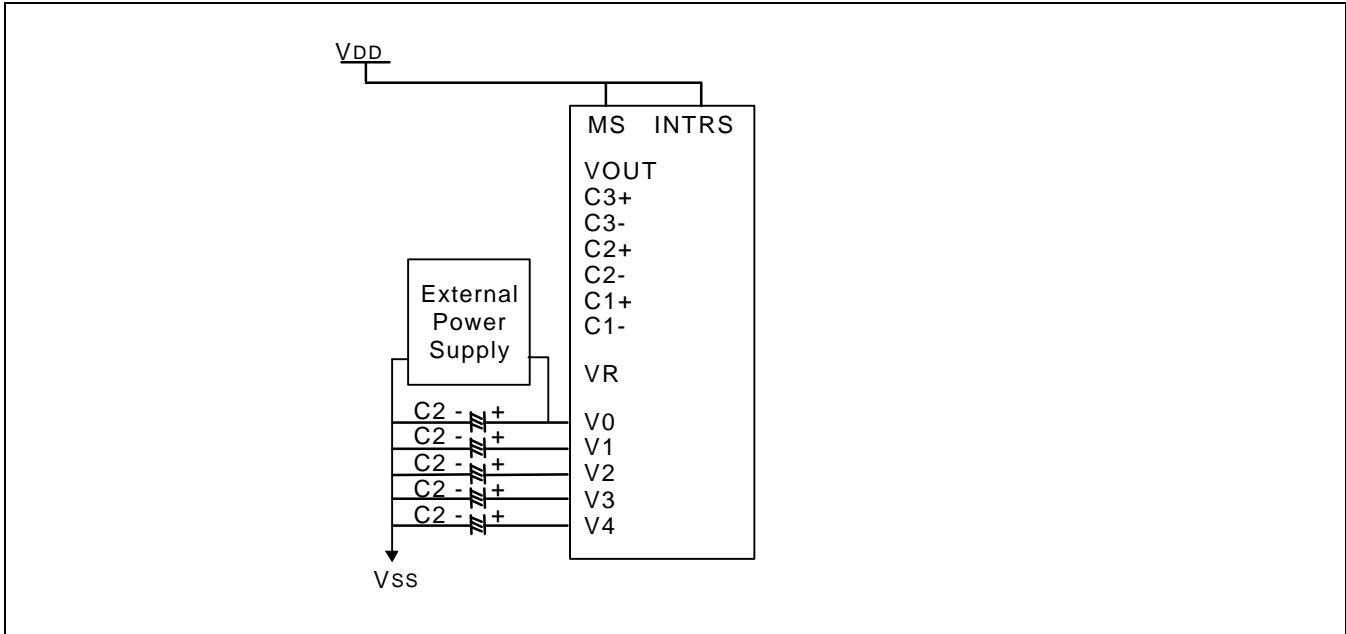 VDD
MS INTRS
VOUT
C3+
C3-
C2+
C2-
C1+
C1-
VR
External
Power
Supply
C2 - + V0
C2 - + V1
C2 - + V2
C2 - + V3
C2 - + V4
VSS